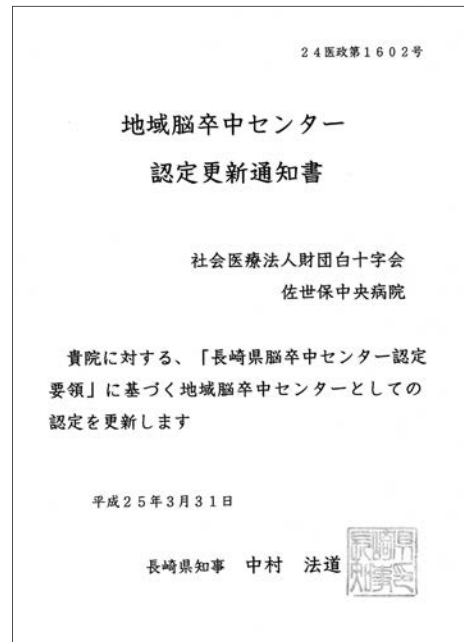 24医政第1602号
地域脳卒中センター
認定更新通知書
社会医療法人財団白十字会
佐世保中央病院
貴院に対する、「長崎県脳卒中センター認定
要領」に基づく地域脳卒中センターとしての
認定を更新します
平成25年3月31日
長崎県知事 中村 法道